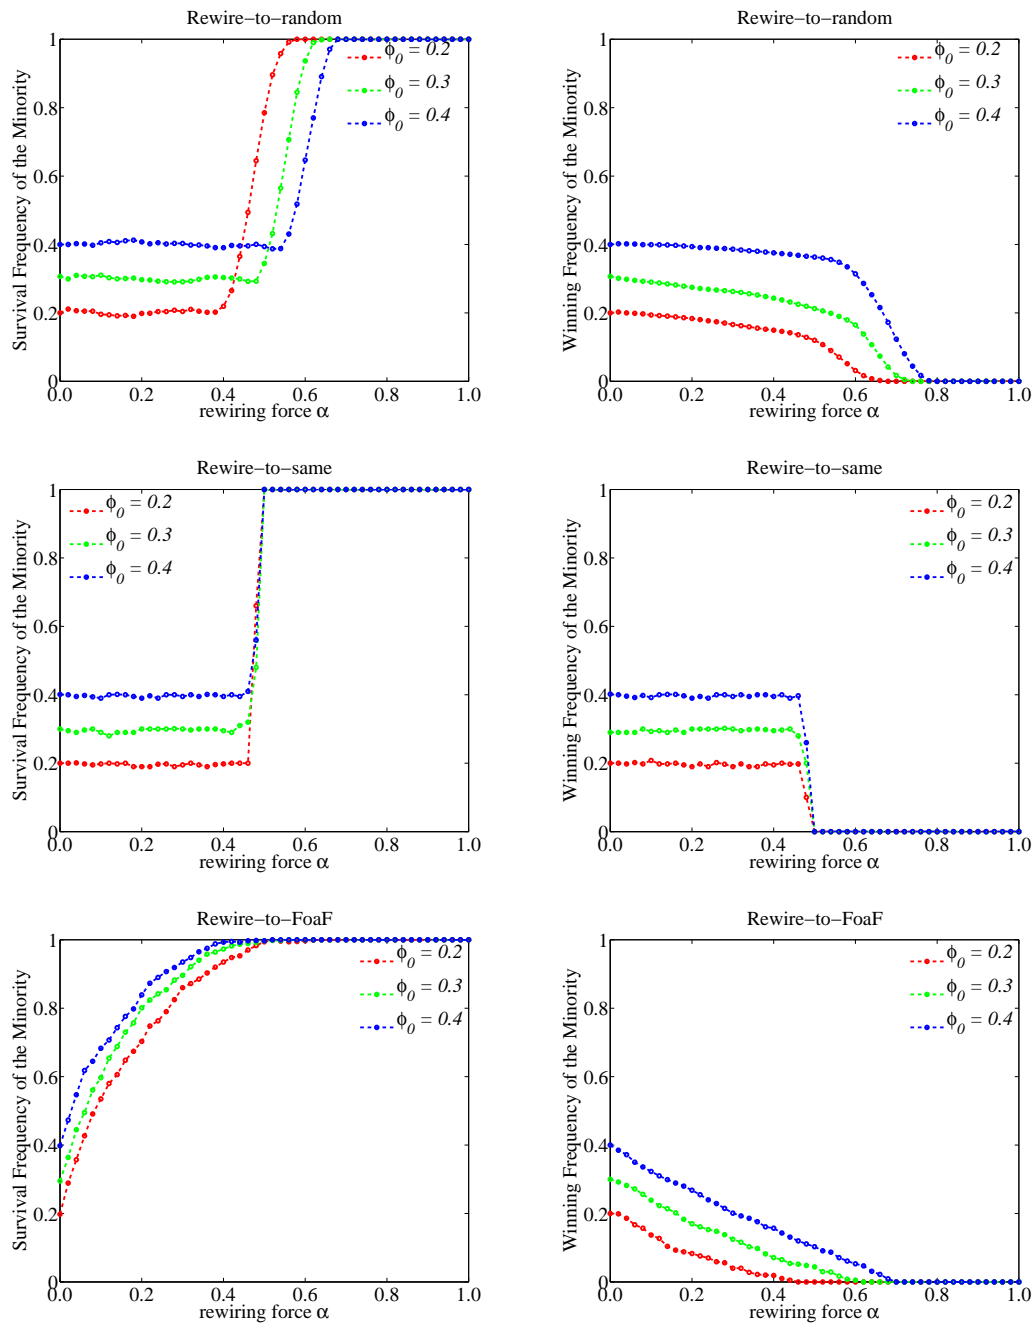 Rewire−to−random
Survival Frequency of the Minority
1
0.8
0.6
0.4
0.2
0
0.0 0.2 0.4 0.6 0.8 1.0
rewiring force α
ϕ0 = 0.2
ϕ0 = 0.3
ϕ0 = 0.4
Rewire−to−random
Winning Frequency of the Minority
1
0.8
0.6
0.4
0.2
0
0.0 0.2 0.4 0.6 0.8 1.0
rewiring force α
ϕ0 = 0.2
ϕ0 = 0.3
ϕ0 = 0.4
Rewire−to−same
Survival Frequency of the Minority
1
0.8
0.6
0.4
0.2
0
0.0 0.2 0.4 0.6 0.8 1.0
rewiring force α
ϕ0 = 0.2
ϕ0 = 0.3
ϕ0 = 0.4
Rewire−to−same
Winning Frequency of the Minority
1
0.8
0.6
0.4
0.2
0
0.0 0.2 0.4 0.6 0.8 1.0
rewiring force α
ϕ0 = 0.2
ϕ0 = 0.3
ϕ0 = 0.4
Rewire−to−FoaF
Survival Frequency of the Minority
1
0.8
0.6
0.4
0.2
0
0.0 0.2 0.4 0.6 0.8 1.0
rewiring force α
ϕ0 = 0.2
ϕ0 = 0.3
ϕ0 = 0.4
Rewire−to−FoaF
Winning Frequency of the Minority
1
0.8
0.6
0.4
0.2
0
0.0 0.2 0.4 0.6 0.8 1.0
rewiring force α
ϕ0 = 0.2
ϕ0 = 0.3
ϕ0 = 0.4